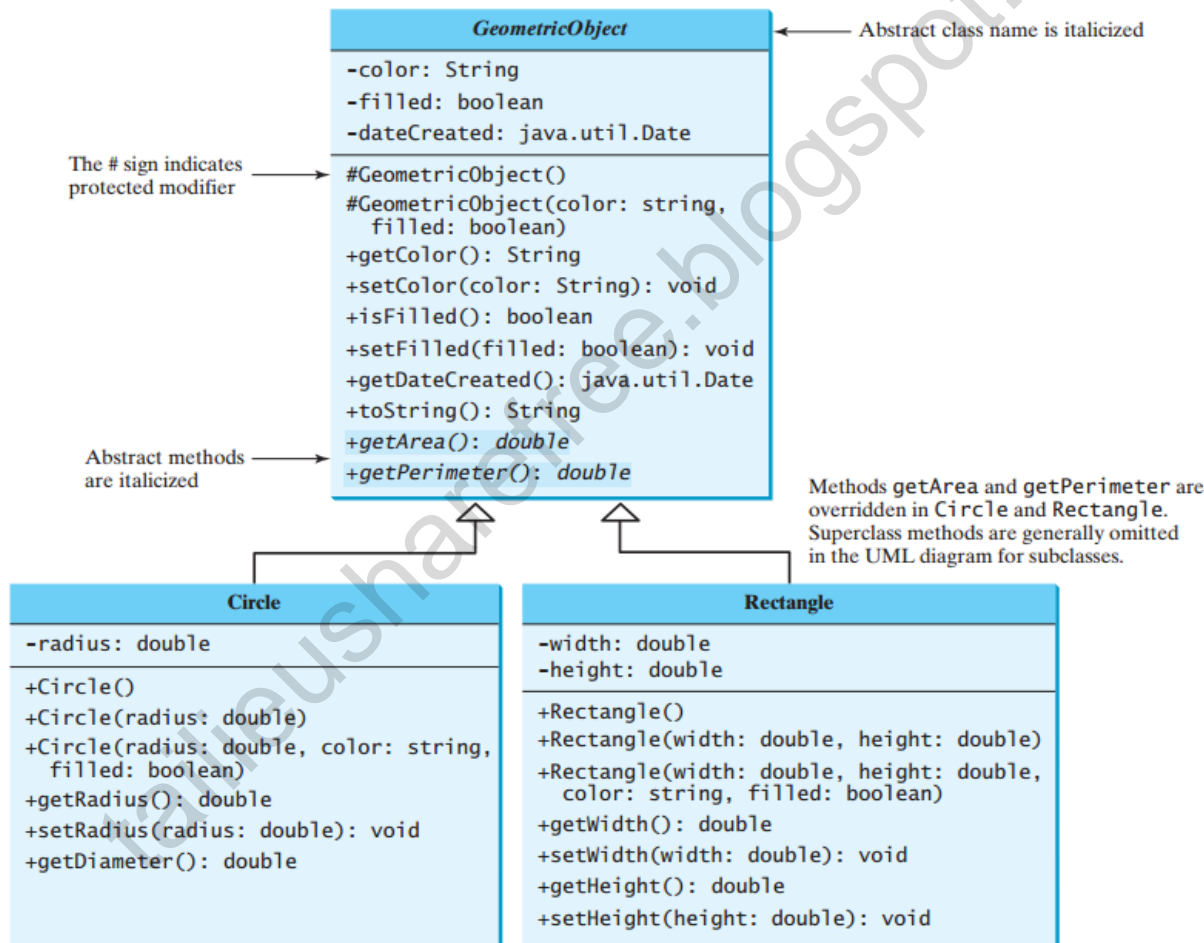 GeometricObject
Abstract class name is italicized
-color: String
-filled: boolean
-dateCreated: java.util.Date
The # sign indicates
protected modifier
#GeometricObject()
#GeometricObject(color: string,
filled: boolean)
+getColor(): String
+setColor(color: String): void
+isFilled(): boolean
+setFilled(filled: boolean): void
+getDateCreated(): java.util.Date
+toString(): String
+getArea(): double
+getPerimeter(): double
Abstract methods
are italicized
Methods getArea and getPerimeter are
overridden in Circle and Rectangle.
Superclass methods are generally omitted
in the UML diagram for subclasses.
Circle
-radius: double
+Circle()
+Circle(radius: double)
+Circle(radius: double, color: string,
filled: boolean)
+getRadius(): double
+setRadius(radius: double): void
+getDiameter(): double
Rectangle
-width: double
-height: double
+Rectangle()
+Rectangle(width: double, height: double)
+Rectangle(width: double, height: double,
color: string, filled: boolean)
+getWidth(): double
+setWidth(width: double): void
+getHeight(): double
+setHeight(height: double): void
tailieusharefree.blogspot